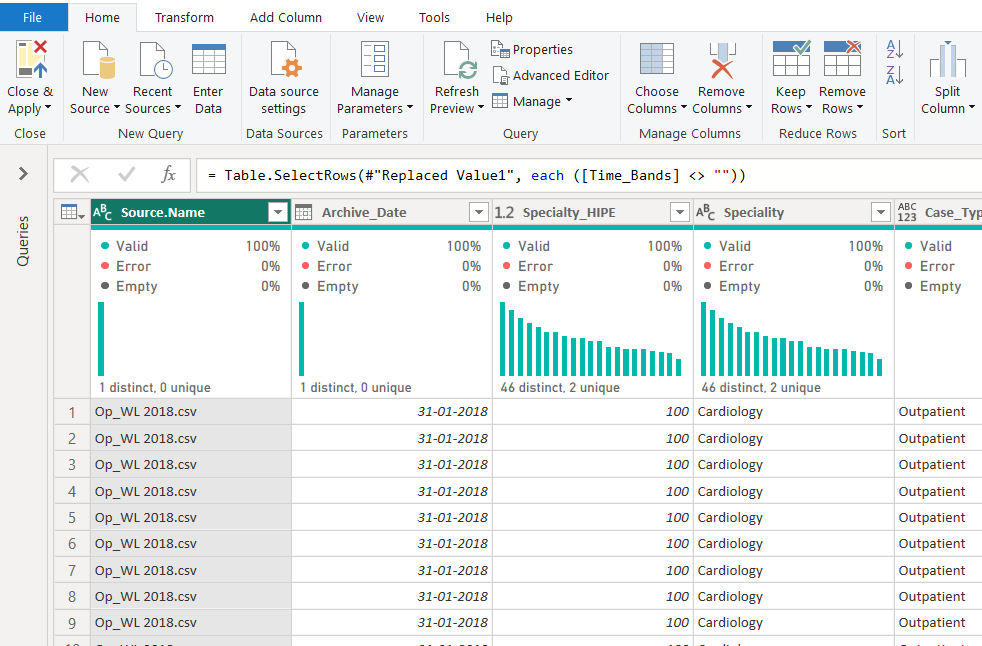 File Home Transform Add Column View Tools Help
Close & Apply
New Source
Recent Sources
Enter Data
Data source settings
Manage Parameters
Refresh Preview
Properties
Advanced Editor
Manage
Choose Columns
Remove Columns
Keep Rows
Remove Rows
A Z
Z A
Split Column
Close New Query Data Sources Parameters Query Manage Columns Reduce Rows Sort
fx = Table.SelectRows(#"Replaced Value1", each ([Time_Bands] <> ""))
Queries
ABC Source.Name Archive_Date 1.2 Specialty_HIPE ABC Speciality ABC 123 Case_Typ
Valid 100% Valid 100% Valid 100% Valid 100% Valid
Error 0% Error 0% Error 0% Error 0% Error
Empty 0% Empty 0% Empty 0% Empty 0% Empty
1 distinct, 0 unique 1 distinct, 0 unique 46 distinct, 2 unique 46 distinct, 2 unique
1 Op_WL 2018.csv 31-01-2018 100 Cardiology Outpatient
2 Op_WL 2018.csv 31-01-2018 100 Cardiology Outpatient
3 Op_WL 2018.csv 31-01-2018 100 Cardiology Outpatient
4 Op_WL 2018.csv 31-01-2018 100 Cardiology Outpatient
5 Op_WL 2018.csv 31-01-2018 100 Cardiology Outpatient
6 Op_WL 2018.csv 31-01-2018 100 Cardiology Outpatient
7 Op_WL 2018.csv 31-01-2018 100 Cardiology Outpatient
8 Op_WL 2018.csv 31-01-2018 100 Cardiology Outpatient
9 Op_WL 2018.csv 31-01-2018 100 Cardiology Outpatient